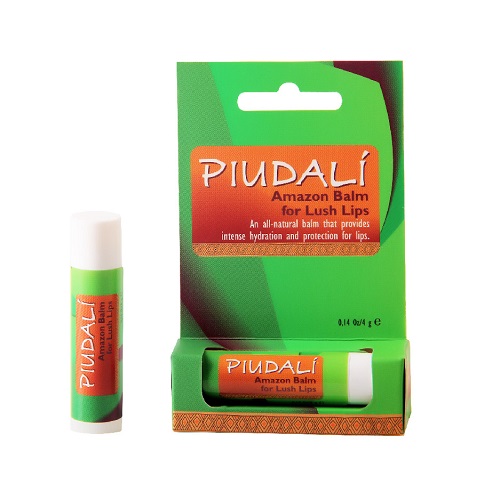 PIUDALÍ
Amazon Balm
for Lush Lips
An all-natural balm that provides
intense hydration and protection for lips.
0.14 Oz/4 g ℮
PIUDALÍ
Amazon Balm
for Lush Lips
PIUDALÍ
Amazon Balm
for Lush Lips